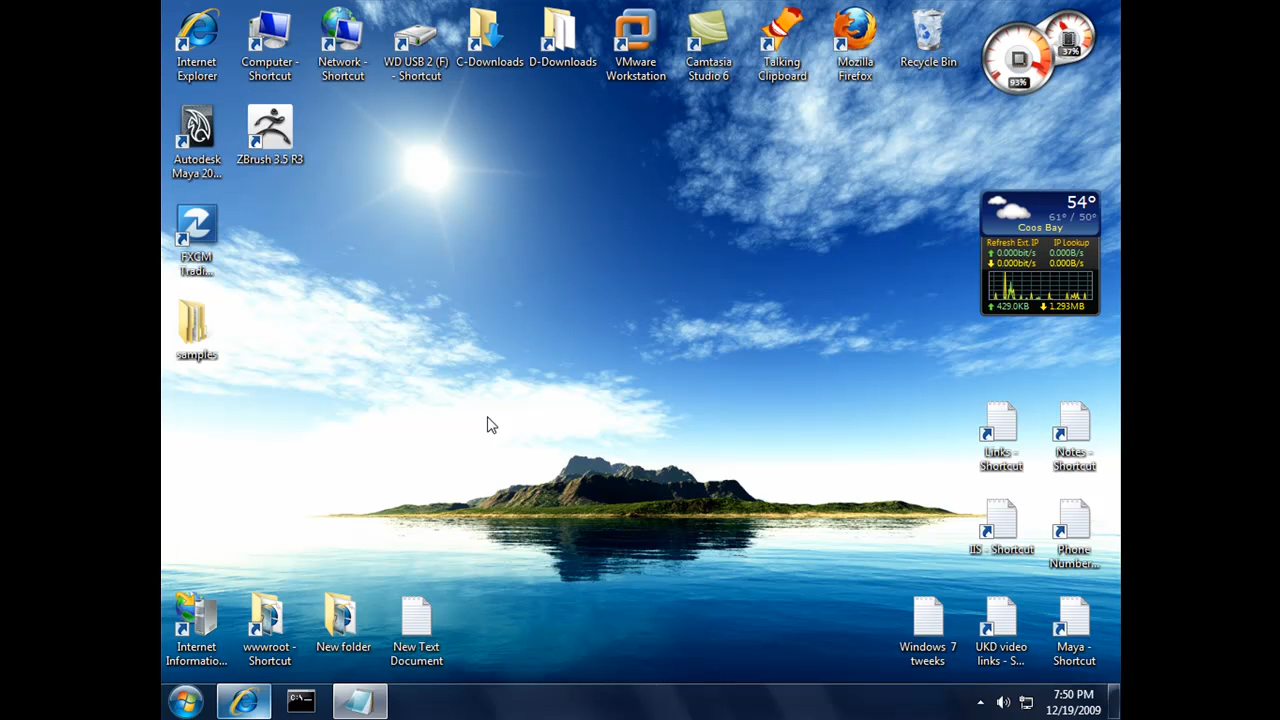 Internet
Explorer
Computer -
Shortcut
Network -
Shortcut
WD USB 2 (F)
- Shortcut
C-Downloads
D-Downloads
VMware
Workstation
Camtasia
Studio 6
Talking
Clipboard
Mozilla
Firefox
Recycle Bin
93%
37%
Autodesk
Maya 20...
ZBrush 3.5 R3
FXCM
Tradi...
samples
54°
61° / 50°
Coos Bay
Refresh Ext. IP IP Lookup
0.000bit/s 0.000B/s
0.000bit/s 0.000B/s
429.0KB 1.293MB
Links -
Shortcut
Notes -
Shortcut
IIS - Shortcut
Phone
Number...
Internet
Informatio...
wwwroot -
Shortcut
New folder
New Text
Document
Windows 7
tweeks
UKD video
links - S...
Maya -
Shortcut
C:\
7:50 PM
12/19/2009